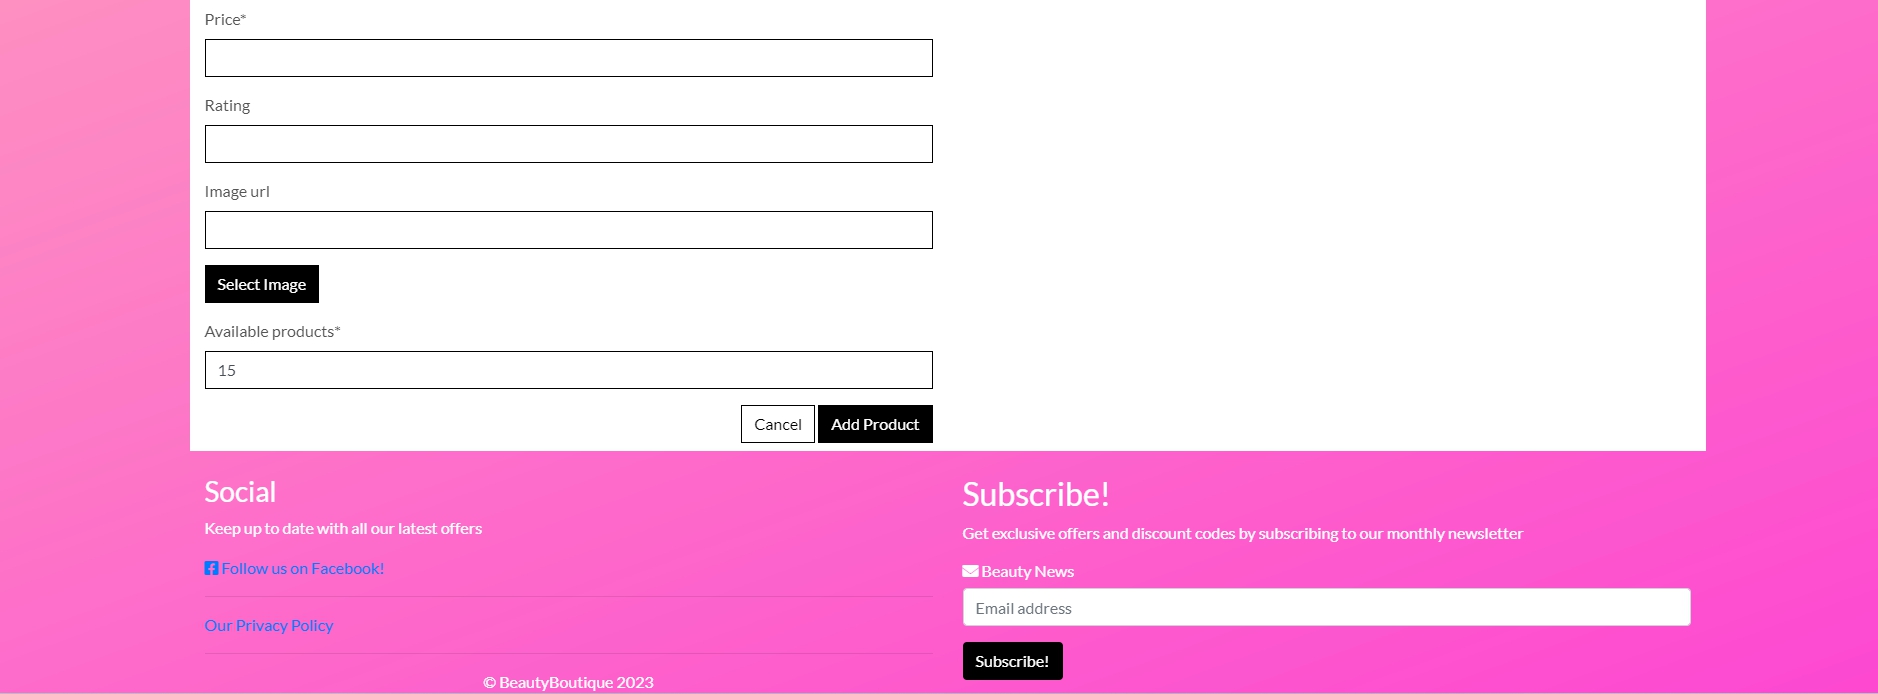 Price*
Rating
Image url
Select Image
Available products*
15
Cancel Add Product
Social
Keep up to date with all our latest offers
Follow us on Facebook!
Our Privacy Policy
© BeautyBoutique 2023
Subscribe!
Get exclusive offers and discount codes by subscribing to our monthly newsletter
Beauty News
Email address
Subscribe!